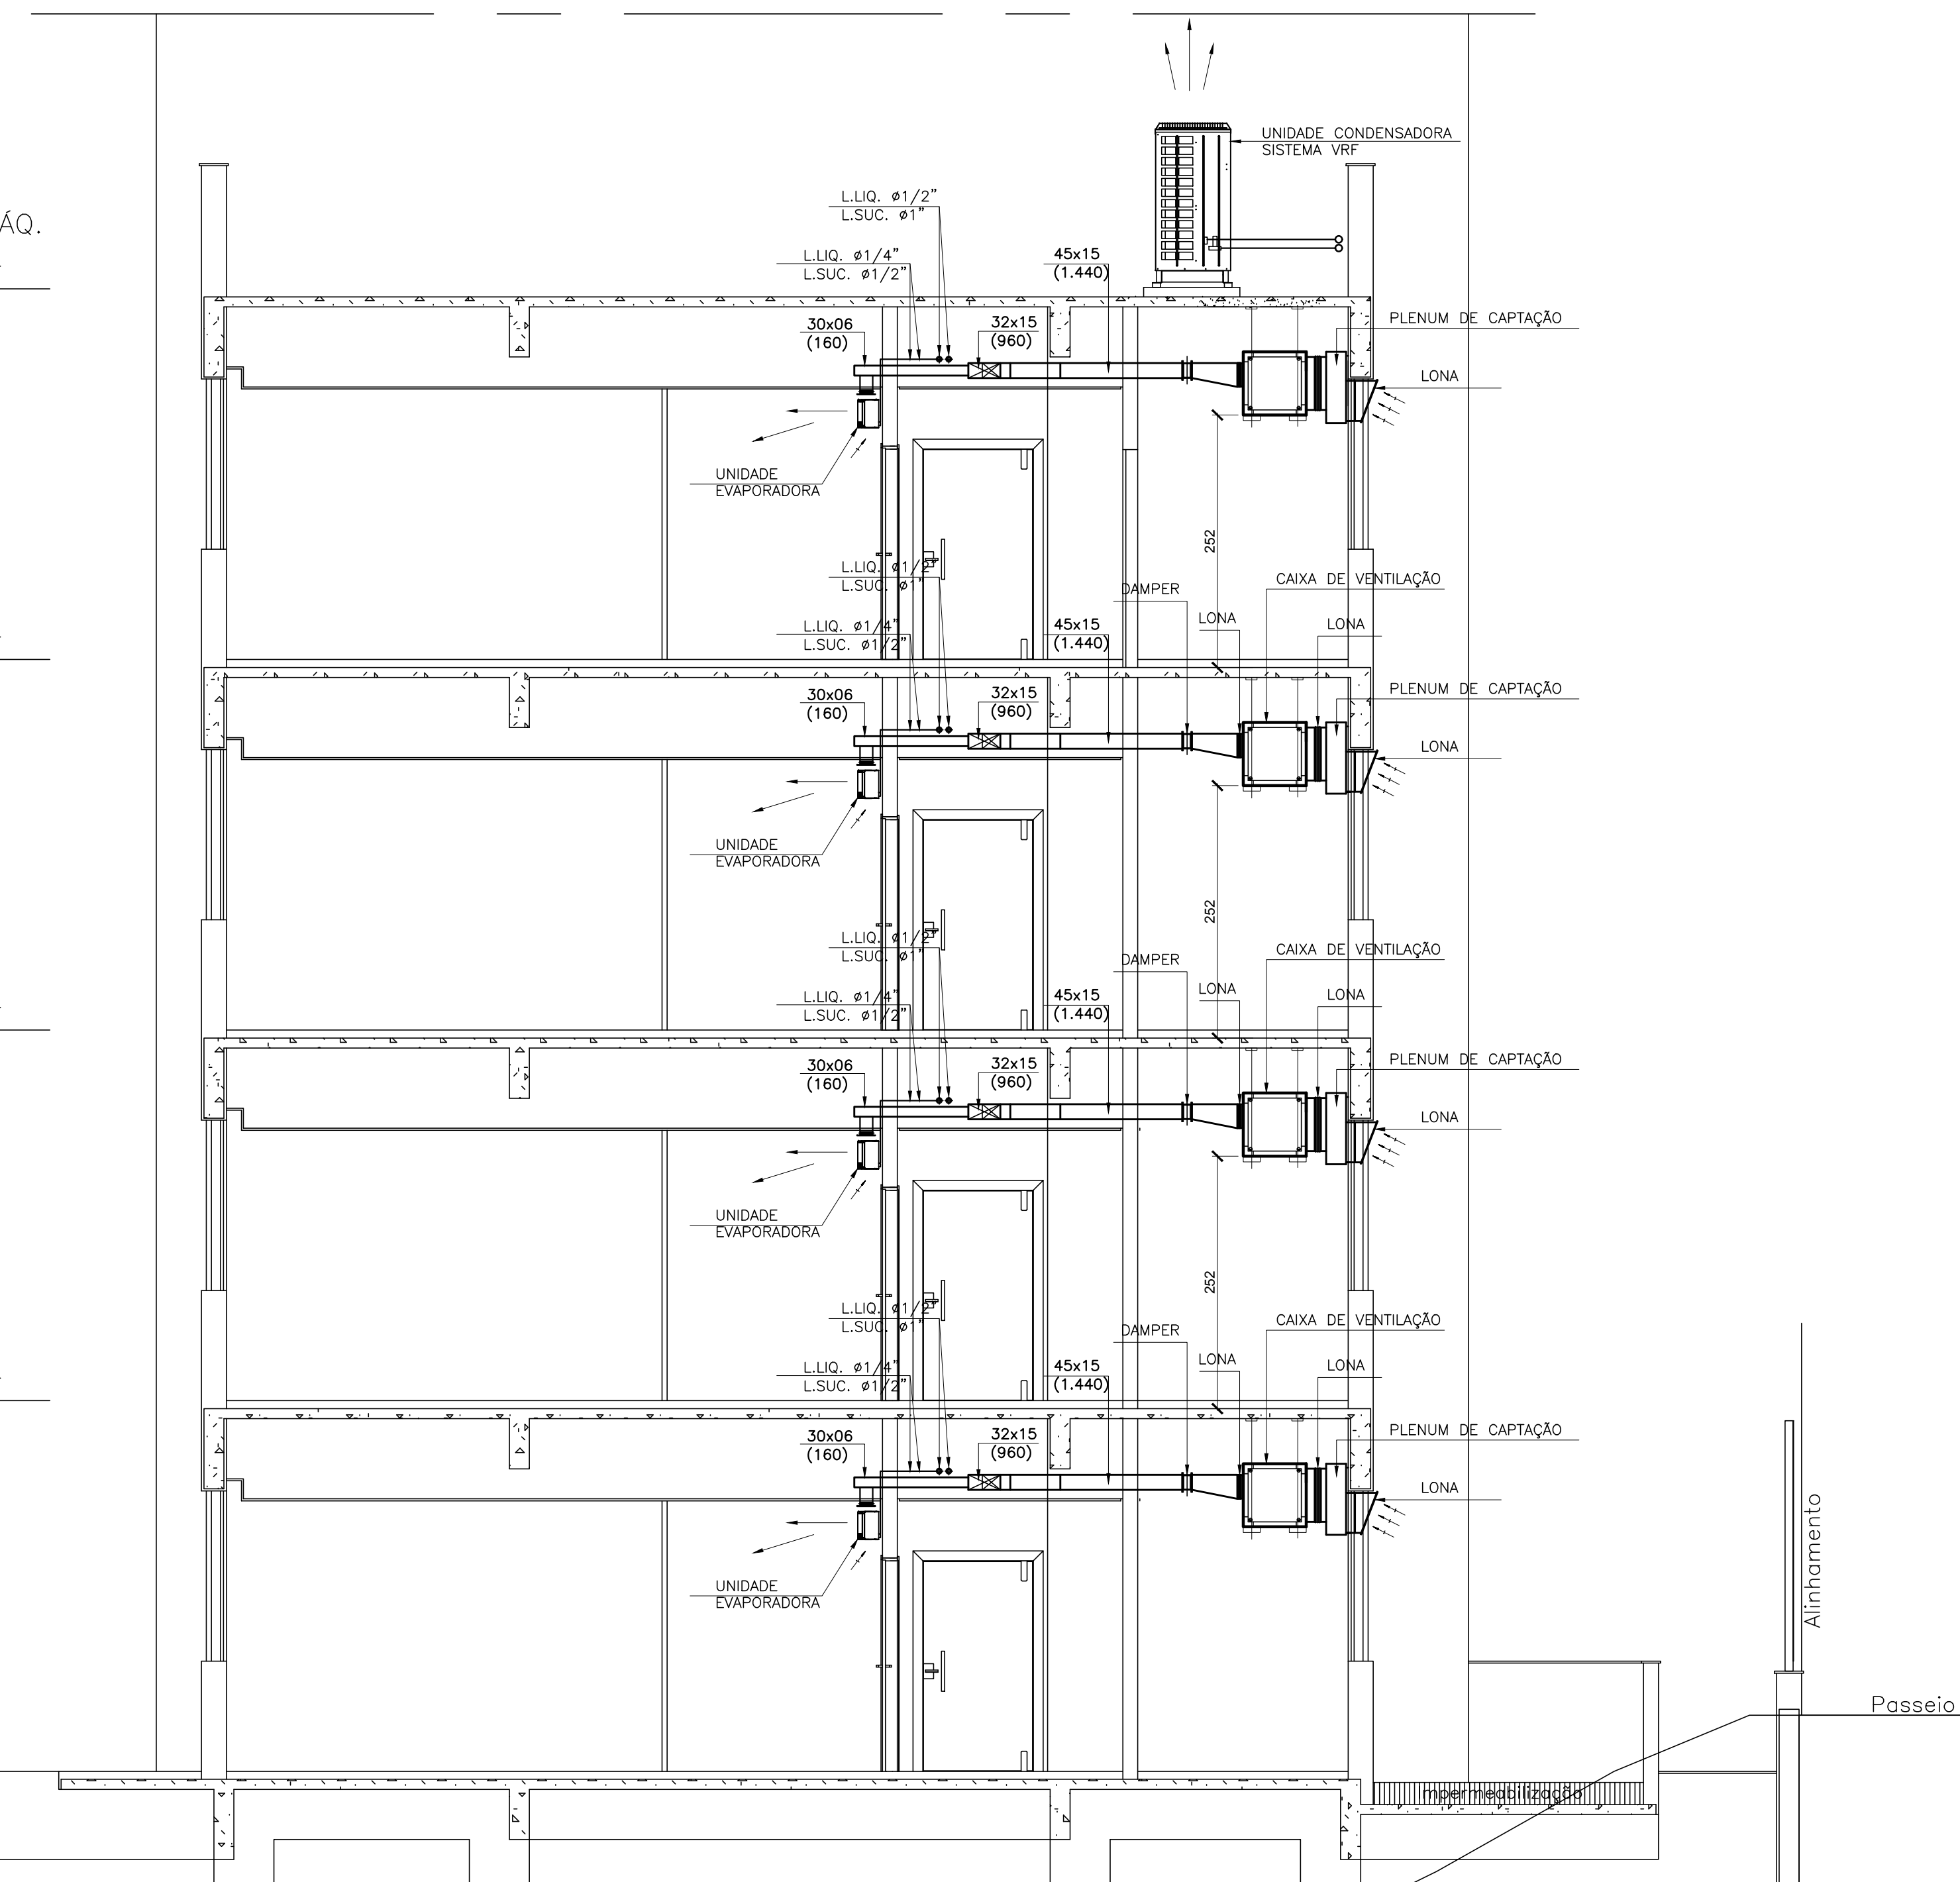 UNIDADE CONDENSADORA
SISTEMA VRF
ÁQ.
L.LIQ. ø1/2"
L.SUC. ø1"
L.LIQ. ø1/4"
L.SUC. ø1/2"
45x15
(1.440)
30x06
(160)
32x15
(960)
PLENUM DE CAPTAÇÃO
LONA
UNIDADE
EVAPORADORA
252
L.LIQ. ø1/2"
L.SUC. ø1"
DAMPER
CAIXA DE VENTILAÇÃO
LONA
LONA
L.LIQ. ø1/4"
L.SUC. ø1/2"
45x15
(1.440)
30x06
(160)
32x15
(960)
PLENUM DE CAPTAÇÃO
LONA
UNIDADE
EVAPORADORA
252
L.LIQ. ø1/2"
L.SUC. ø1"
DAMPER
CAIXA DE VENTILAÇÃO
LONA
LONA
L.LIQ. ø1/4"
L.SUC. ø1/2"
45x15
(1.440)
30x06
(160)
32x15
(960)
PLENUM DE CAPTAÇÃO
LONA
UNIDADE
EVAPORADORA
252
L.LIQ. ø1/2"
L.SUC. ø1"
DAMPER
CAIXA DE VENTILAÇÃO
LONA
LONA
L.LIQ. ø1/4"
L.SUC. ø1/2"
45x15
(1.440)
30x06
(160)
32x15
(960)
PLENUM DE CAPTAÇÃO
LONA
UNIDADE
EVAPORADORA
Alinhamento
Passeio
Impermeabilização